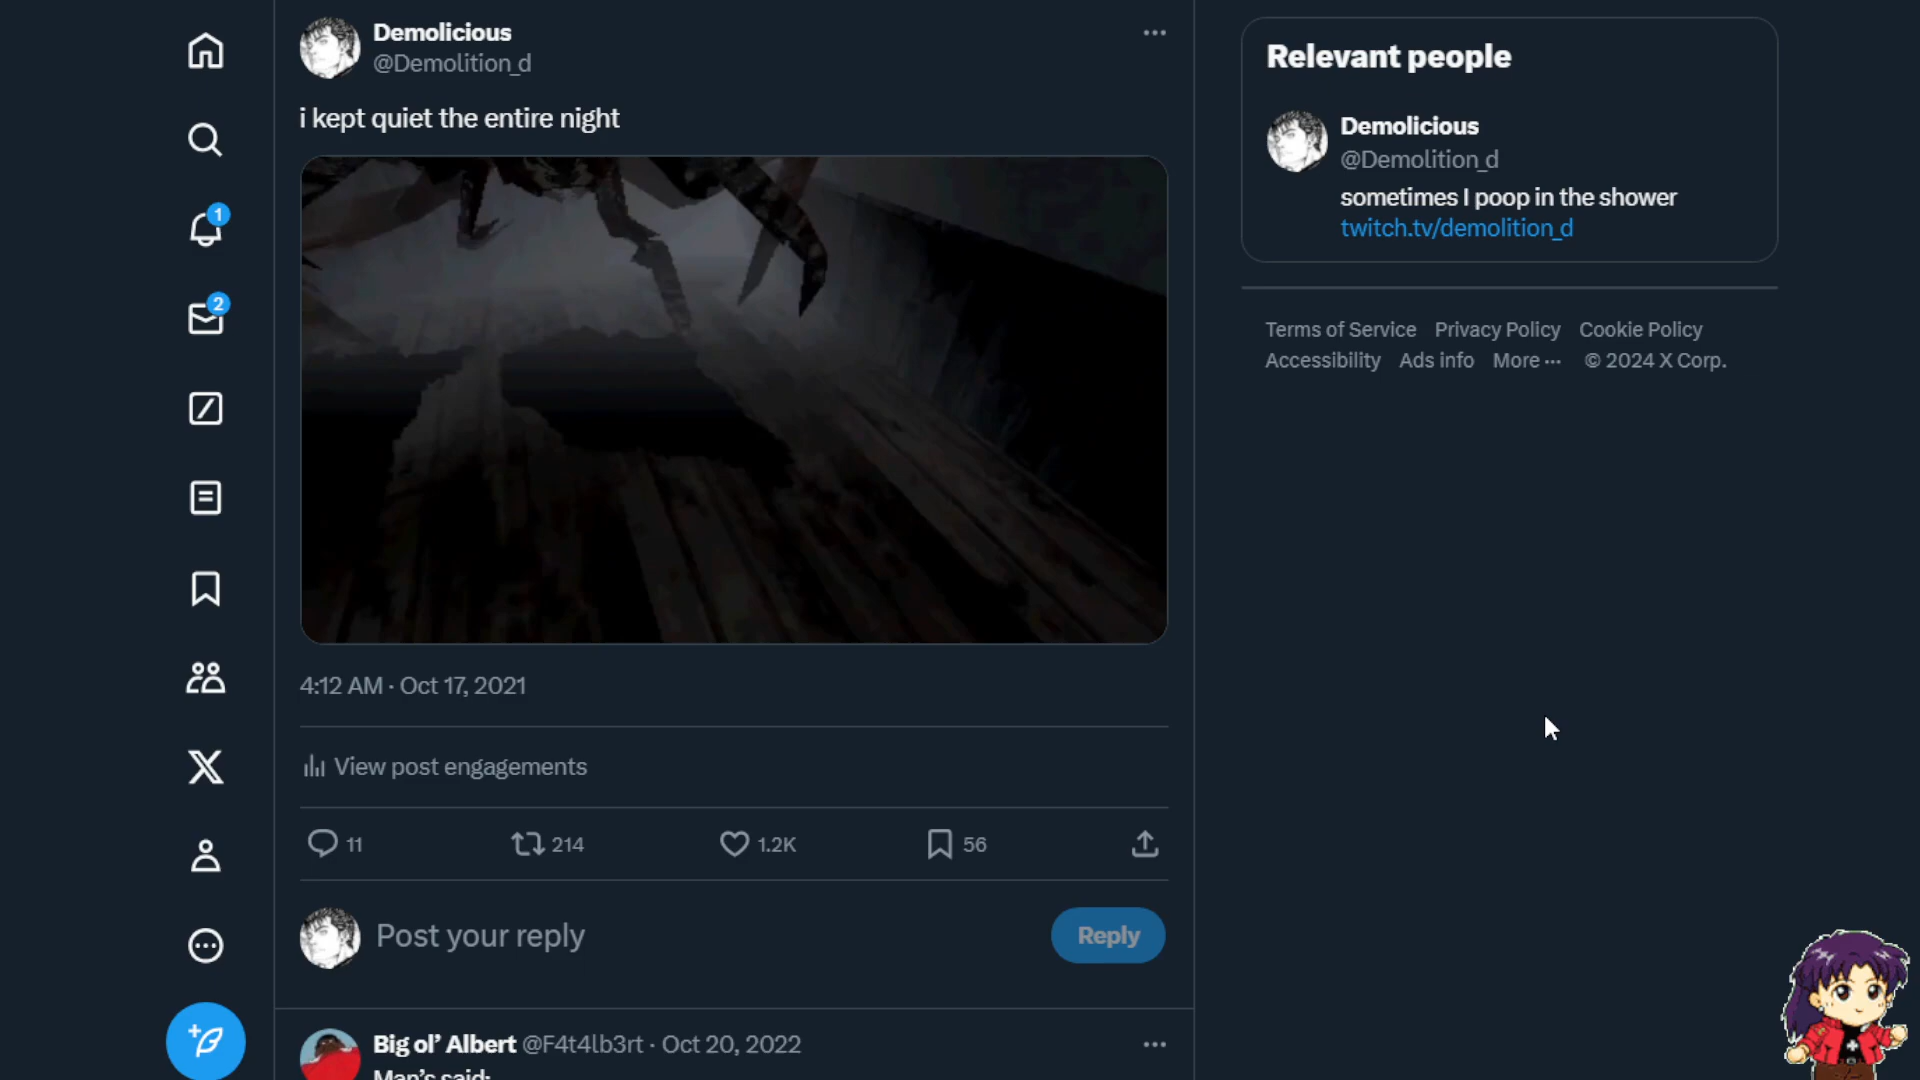 Demolicious
@Demolition_d
i kept quiet the entire night
4:12 AM · Oct 17, 2021
View post engagements
11 214 1.2K 56
Post your reply
Reply
Big ol’ Albert @F4t4lb3rt · Oct 20, 2022
Man’s said:
1
2
Relevant people
Demolicious
@Demolition_d
sometimes I poop in the shower
twitch.tv/demolition_d
Terms of Service Privacy Policy Cookie Policy
Accessibility Ads info More ··· © 2024 X Corp.